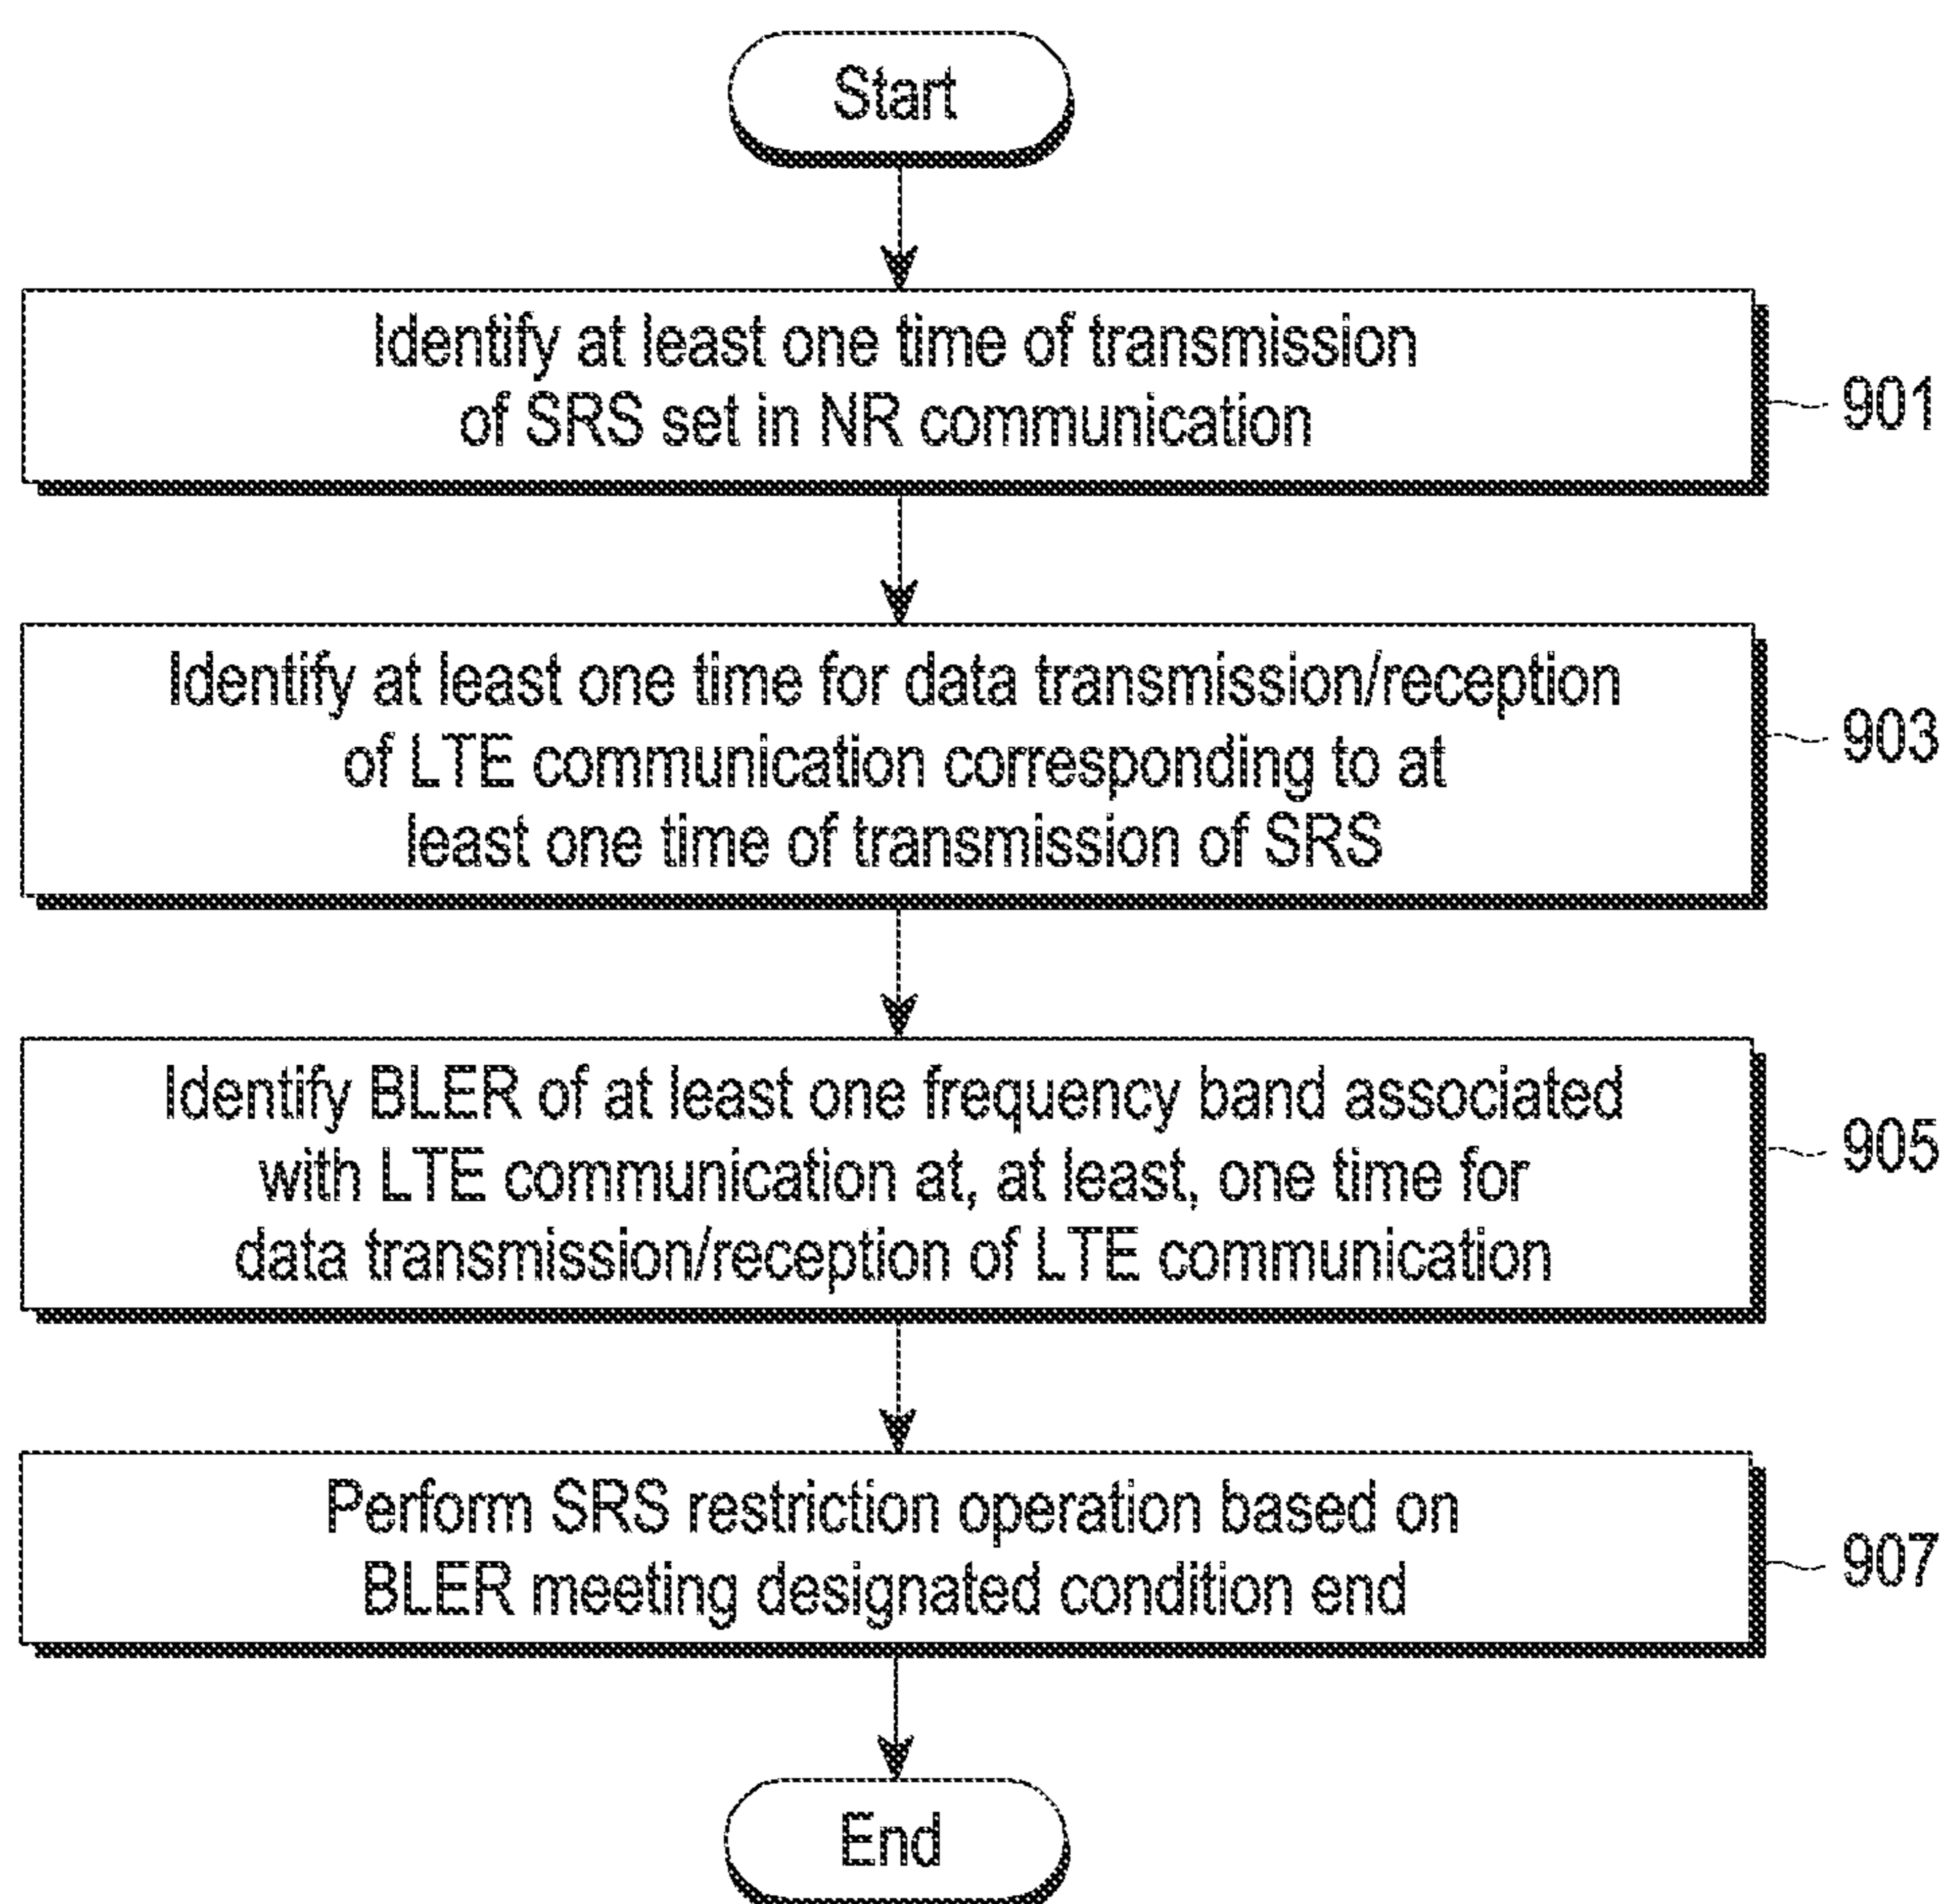 Start
Identify at least one time of transmission
of SRS set in NR communication
901
Identify at least one time for data transmission/reception
of LTE communication corresponding to at
least one time of transmission of SRS
903
Identify BLER of at least one frequency band associated
with LTE communication at, at least, one time for
data transmission/reception of LTE communication
905
Perform SRS restriction operation based on
BLER meeting designated condition end
907
End